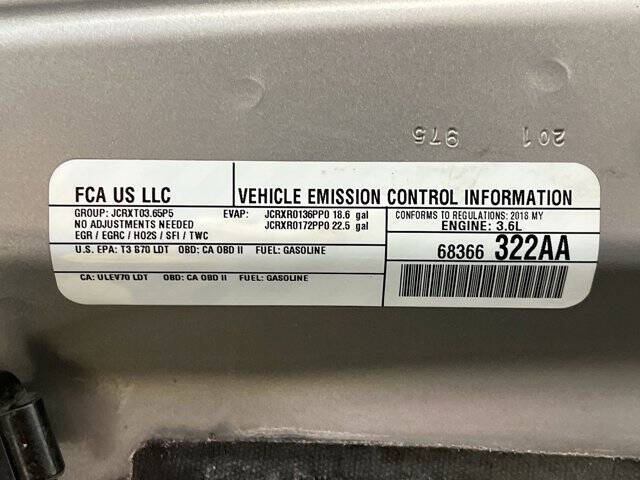 975 201
FCA US LLC
VEHICLE EMISSION CONTROL INFORMATION
GROUP: JCRXT03.65P5 EVAP: JCRXR0136PP0 18.6 gal
NO ADJUSTMENTS NEEDED JCRXR0172PP0 22.5 gal
EGR / EGRC / HO2S / SFI / TWC
U.S. EPA: T3 B70 LDT OBD: CA OBD II FUEL: GASOLINE
CA: ULEV70 LDT OBD: CA OBD II FUEL: GASOLINE
CONFORMS TO REGULATIONS: 2018 MY
ENGINE: 3.6L
68366 322AA